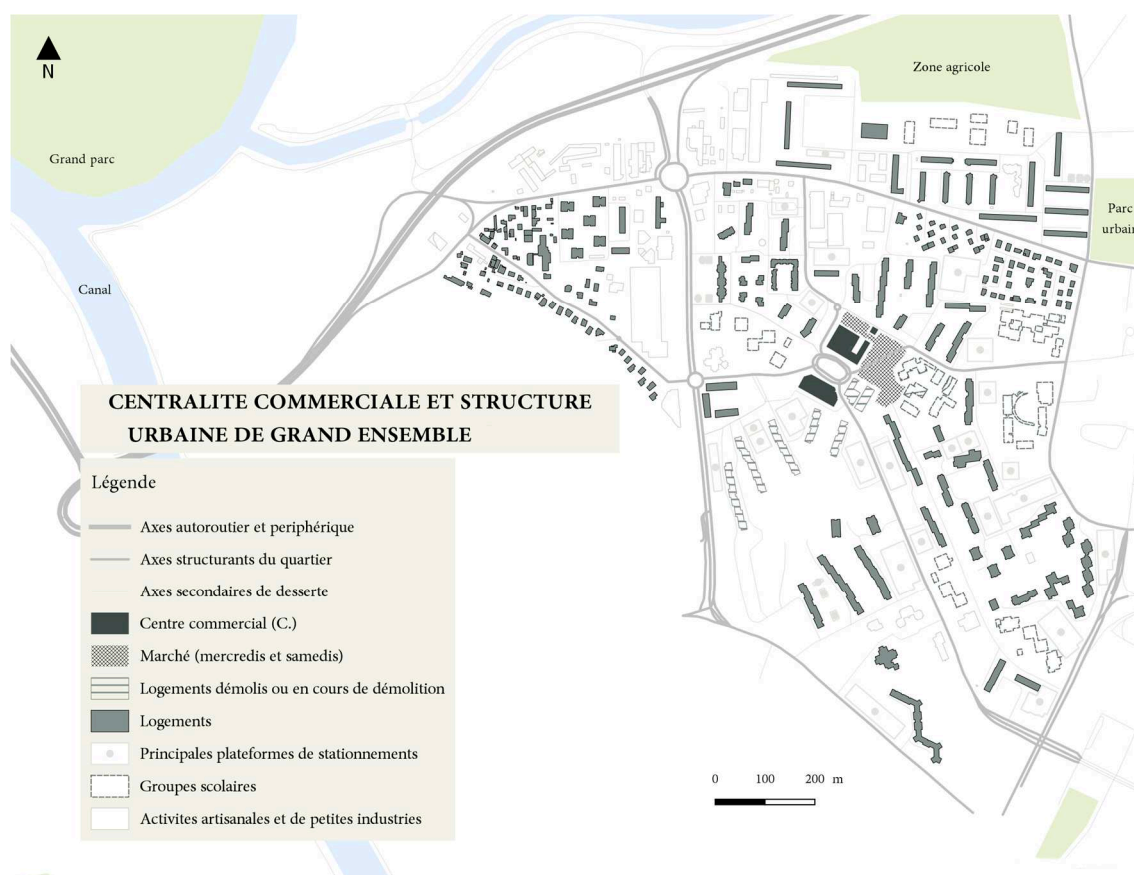 N
Zone agricole
Grand parc
Parc
urbain
Canal
CENTRALITE COMMERCIALE ET STRUCTURE
URBAINE DE GRAND ENSEMBLE
Légende
Axes autoroutier et periphérique
Axes structurants du quartier
Axes secondaires de desserte
Centre commercial (C.)
Marché (mercredis et samedis)
Logements démolis ou en cours de démolition
Logements
Principales plateformes de stationnements
Groupes scolaires
Activites artisanales et de petites industries
0 100 200 m